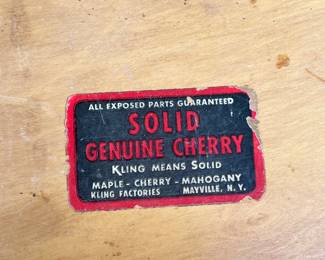 ALL EXPOSED PARTS GUARANTEED
SOLID
GENUINE CHERRY
KLING MEANS SOLID
MAPLE - CHERRY - MAHOGANY
KLING FACTORIES MAYVILLE, N. Y.